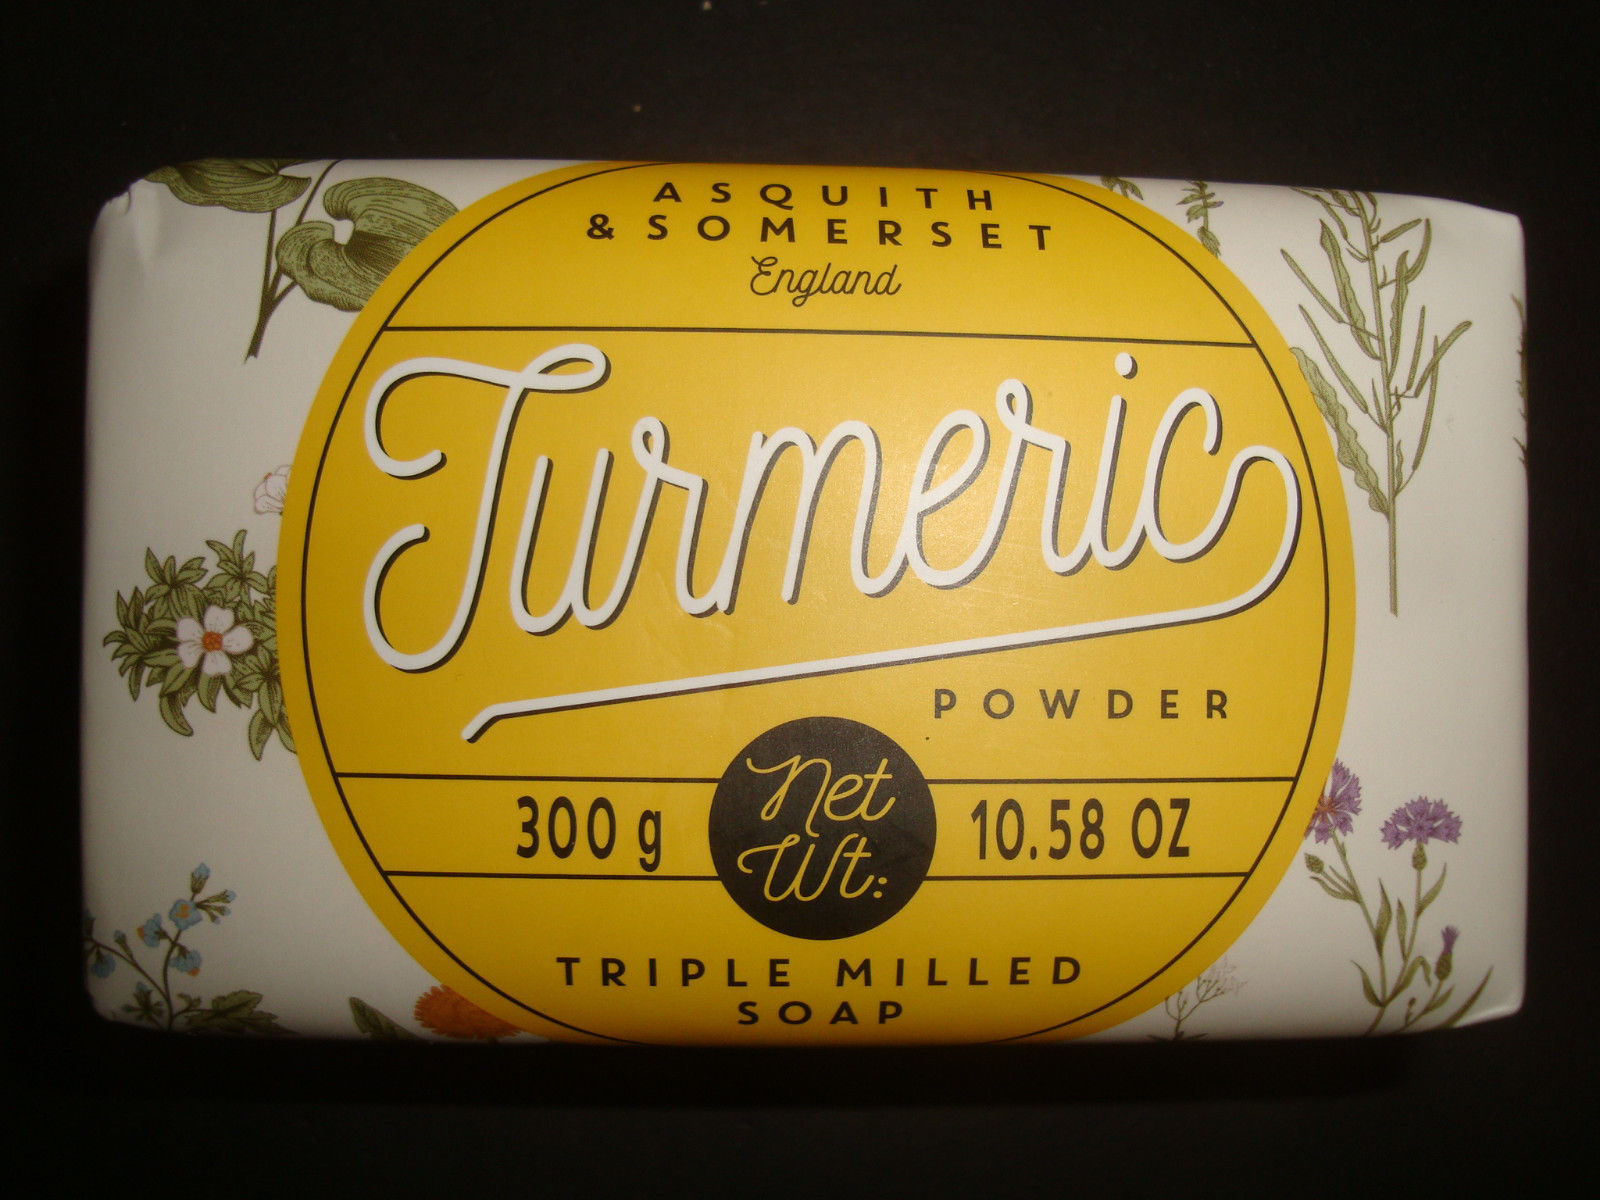 ASQUITH
& SOMERSET
England
Turmeric
POWDER
300 g
Net
Wt:
10.58 OZ
TRIPLE MILLED
SOAP